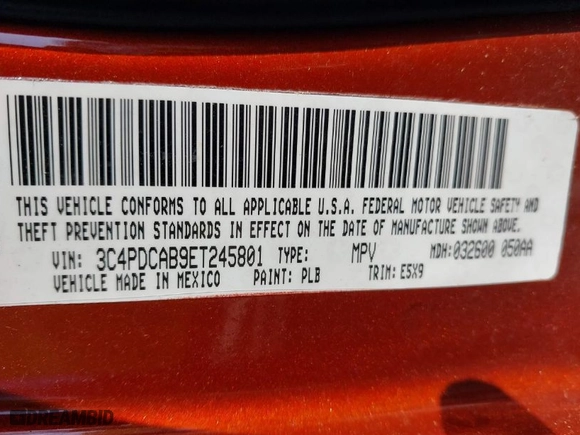 THIS VEHICLE CONFORMS TO ALL APPLICABLE U.S.A. FEDERAL MOTOR VEHICLE SAFETY AND
THEFT PREVENTION STANDARDS IN EFFECT ON THE DATE OF MANUFACTURE SHOWN ABOVE.
VIN: 3C4PDCAB9ET245801 TYPE: MPV MDH:032600 050AA
VEHICLE MADE IN MEXICO PAINT: PLB TRIM: E5X9